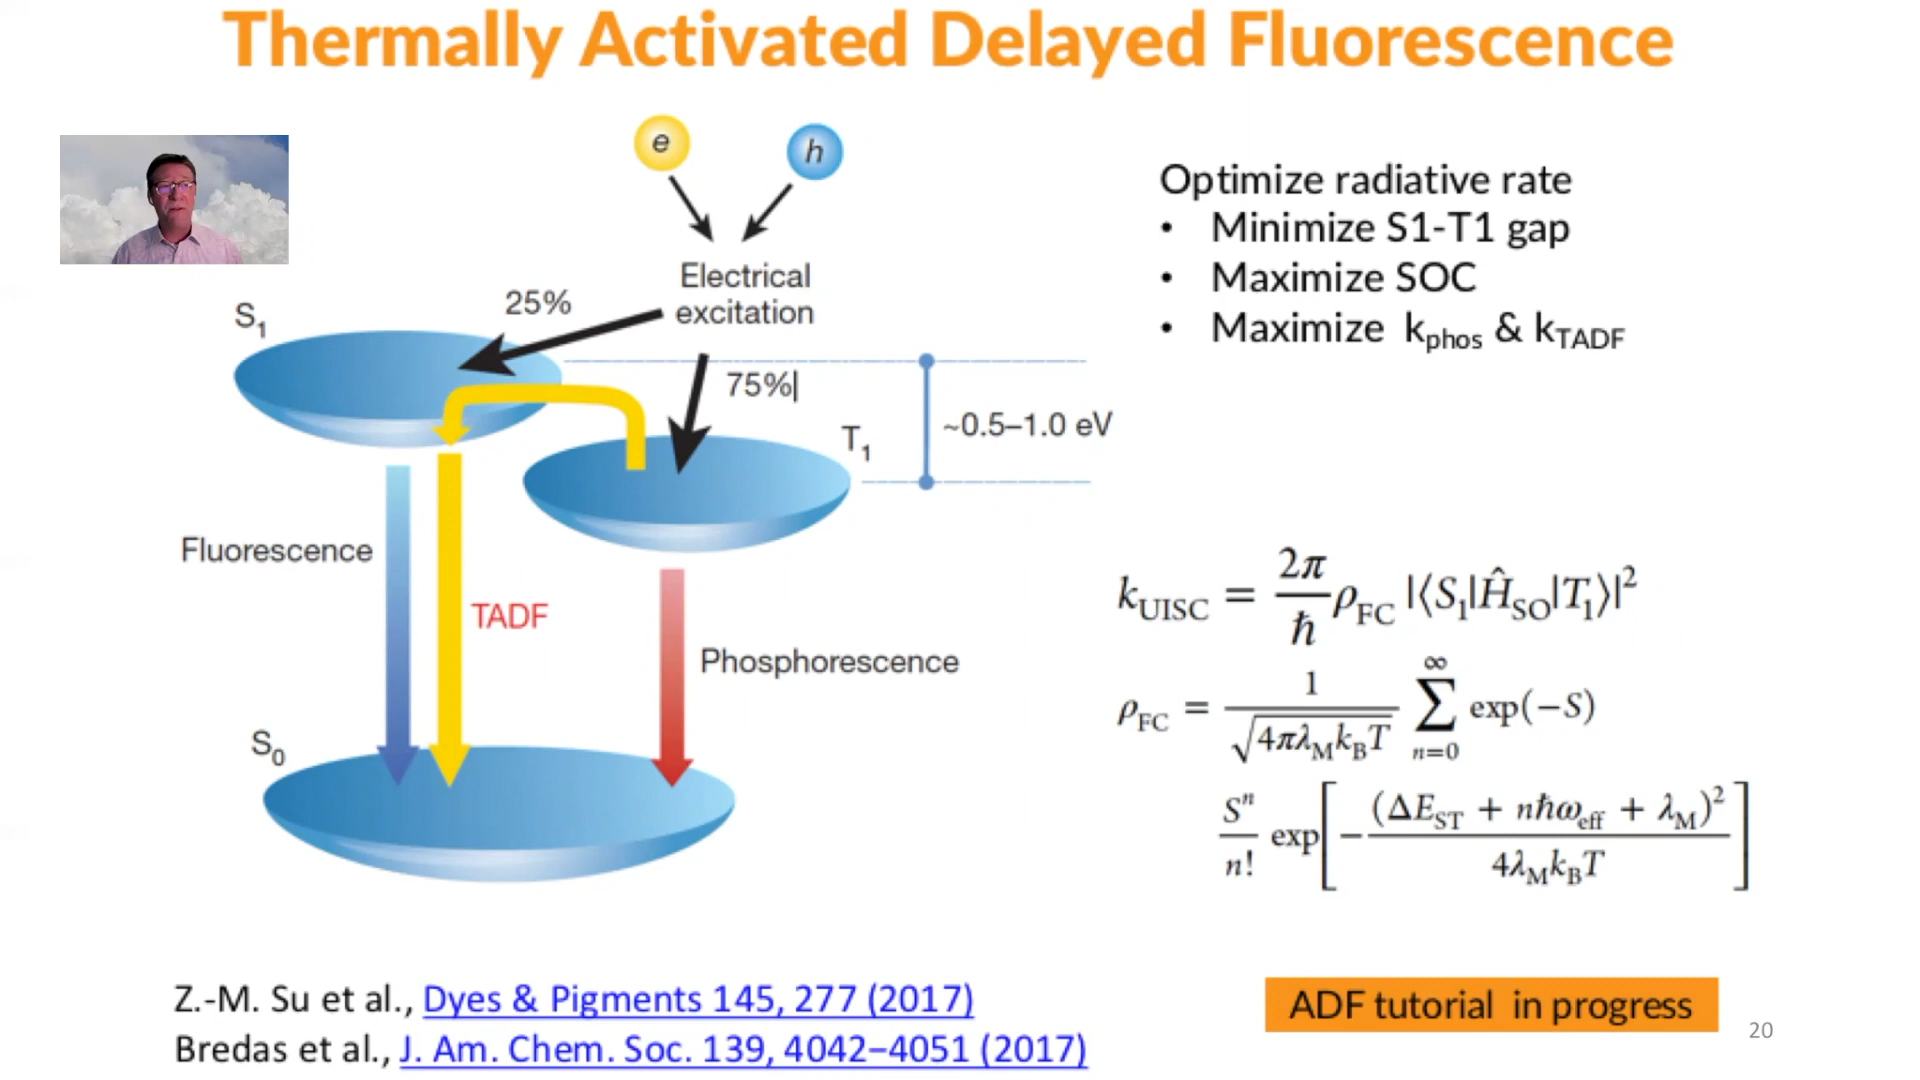 Thermally Activated Delayed Fluorescence
e
h
Electrical
excitation
25%
75%|
S₁
T₁
~0.5–1.0 eV
Fluorescence
TADF
Phosphorescence
S₀
Optimize radiative rate
• Minimize S1-T1 gap
• Maximize SOC
• Maximize kphos & kTADF
k_UISC = 2π/ħ ρ_FC |⟨S₁|Ĥ_SO|T₁⟩|²
ρ_FC = 1/√(4πλ_M k_B T) ∑_{n=0}^{∞} exp(−S)
Sⁿ/n! exp[−(ΔE_ST + nħω_eff + λ_M)²/(4λ_M k_B T)]
Z.-M. Su et al., Dyes & Pigments 145, 277 (2017)
Bredas et al., J. Am. Chem. Soc. 139, 4042−4051 (2017)
ADF tutorial in progress
20